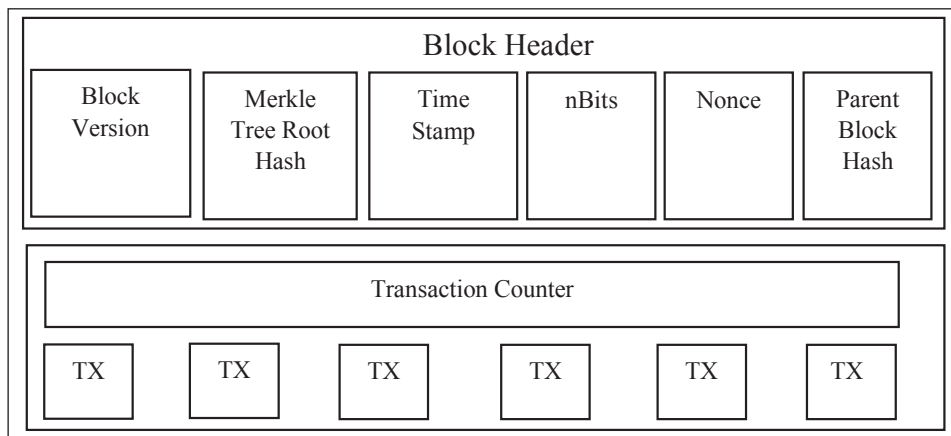 Block Header
Block
Version
Merkle
Tree Root
Hash
Time
Stamp
nBits
Nonce
Parent
Block
Hash
Transaction Counter
TX
TX
TX
TX
TX
TX